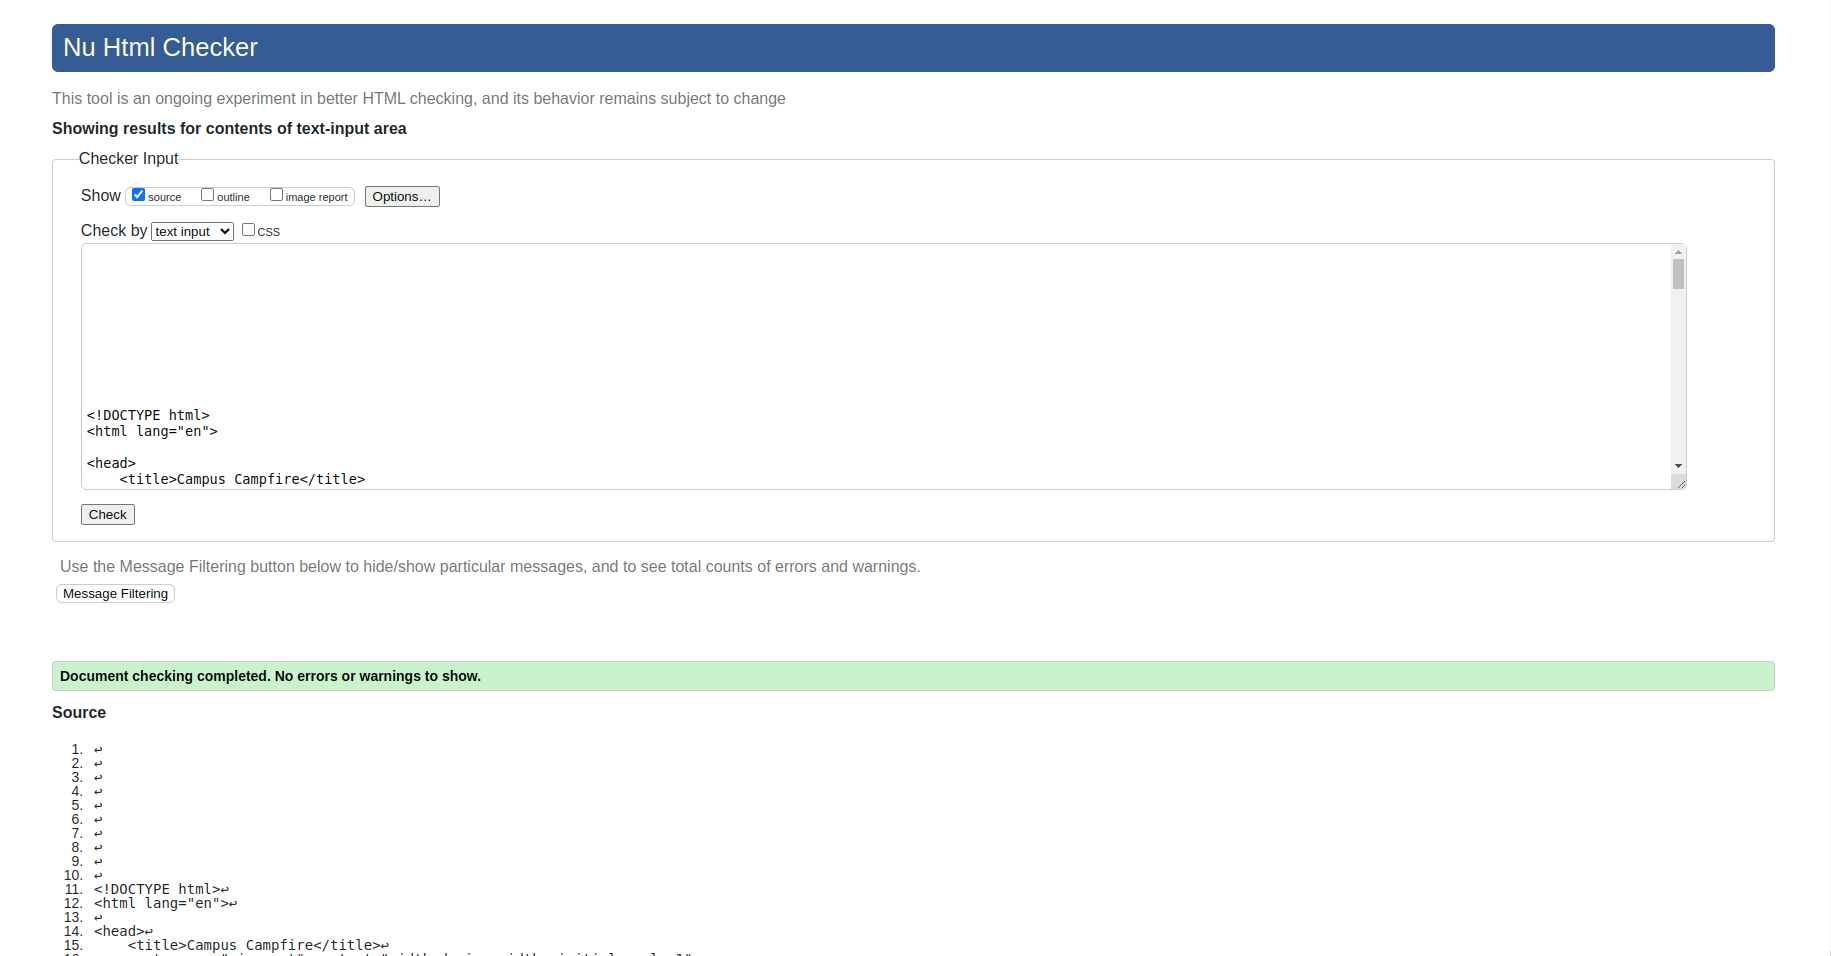 Nu Html Checker
This tool is an ongoing experiment in better HTML checking, and its behavior remains subject to change
Showing results for contents of text-input area
Checker Input
Show source outline image report Options...
Check by text input CSS
<!DOCTYPE html>
<html lang="en">
<head>
<title>Campus Campfire</title>
Check
Use the Message Filtering button below to hide/show particular messages, and to see total counts of errors and warnings.
Message Filtering
Document checking completed. No errors or warnings to show.
Source
1. ↩
2. ↩
3. ↩
4. ↩
5. ↩
6. ↩
7. ↩
8. ↩
9. ↩
10. ↩
11. <!DOCTYPE html>↩
12. <html lang="en">↩
13. ↩
14. <head>↩
15. <title>Campus Campfire</title>↩